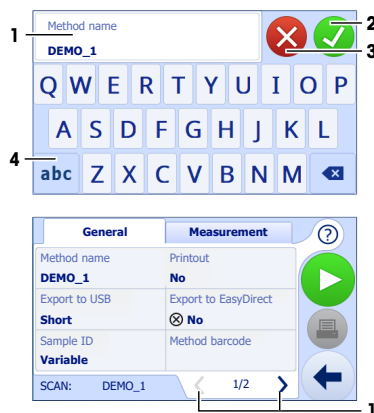 Method name
DEMO_1
1
2
3
Q W E R T Y U I O P
A S D F G H J K L
4
abc Z X C V B N M
General Measurement
?
Method name Printout
DEMO_1 No
Export to USB Export to EasyDirect
Short No
Sample ID Method barcode
Variable
SCAN: DEMO_1 1/2
1